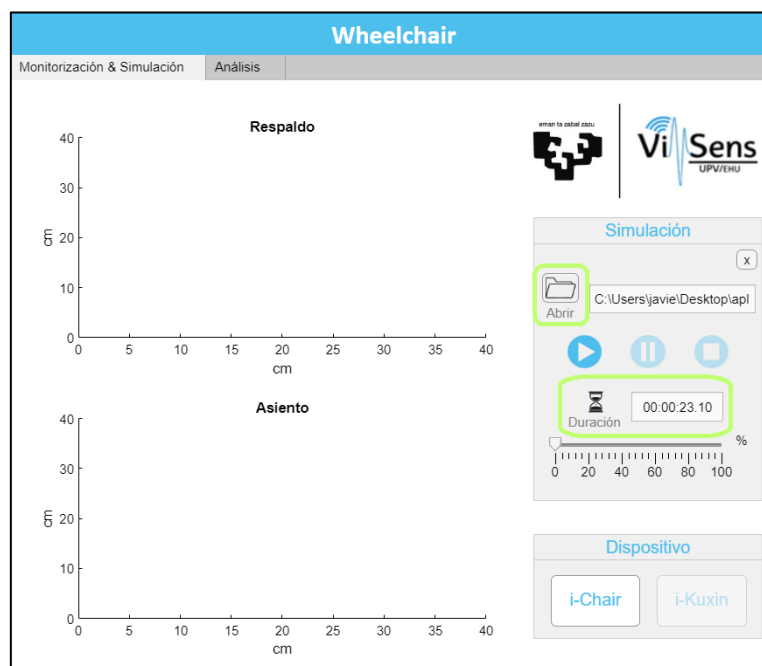 Wheelchair
Monitorización & Simulación
Análisis
Respaldo
40
30
20
10
0
cm
0 5 10 15 20 25 30 35 40
cm
Asiento
40
30
20
10
0
cm
0 5 10 15 20 25 30 35 40
cm
eman ta zabal zazu
ViSens
UPV/EHU
Simulación
x
Abrir
C:\Users\javie\Desktop\apl
Duración
00:00:23.10
%
0 20 40 60 80 100
Dispositivo
i-Chair
i-Kuxin